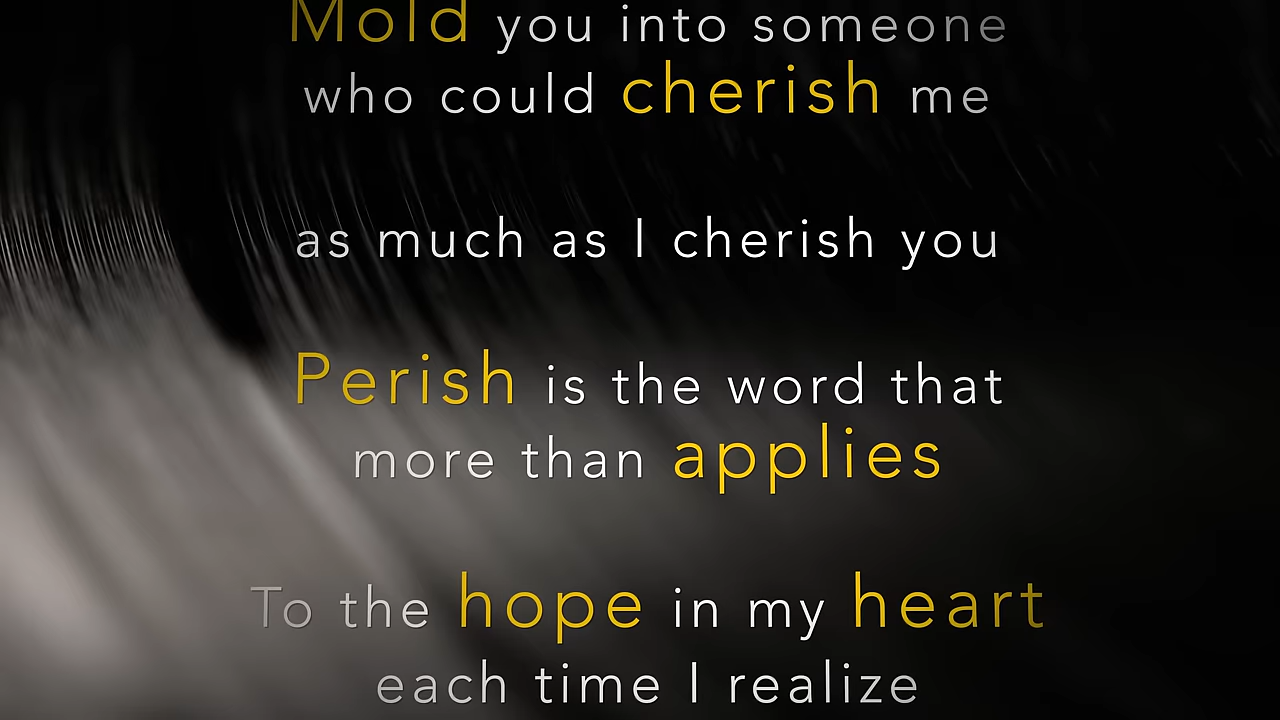 Mold you into someone
who could cherish me
as much as I cherish you
Perish is the word that
more than applies
To the hope in my heart
each time I realize